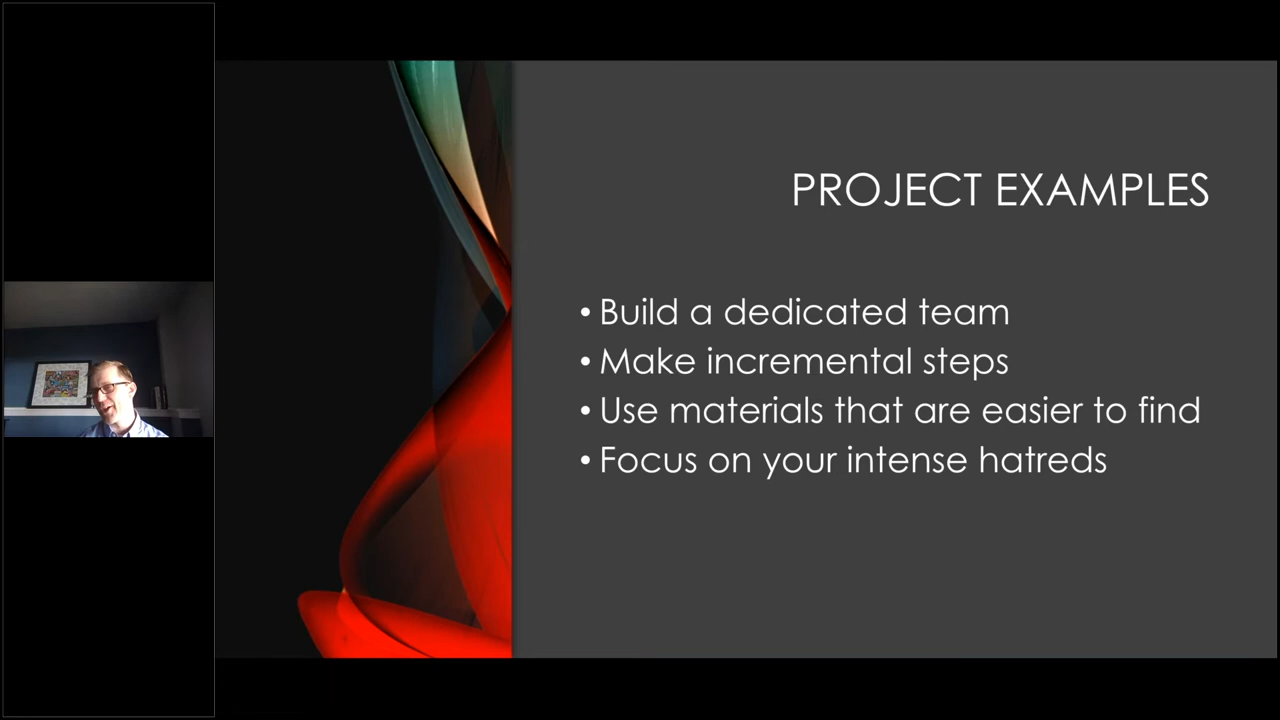 PROJECT EXAMPLES
• Build a dedicated team
• Make incremental steps
• Use materials that are easier to find
• Focus on your intense hatreds